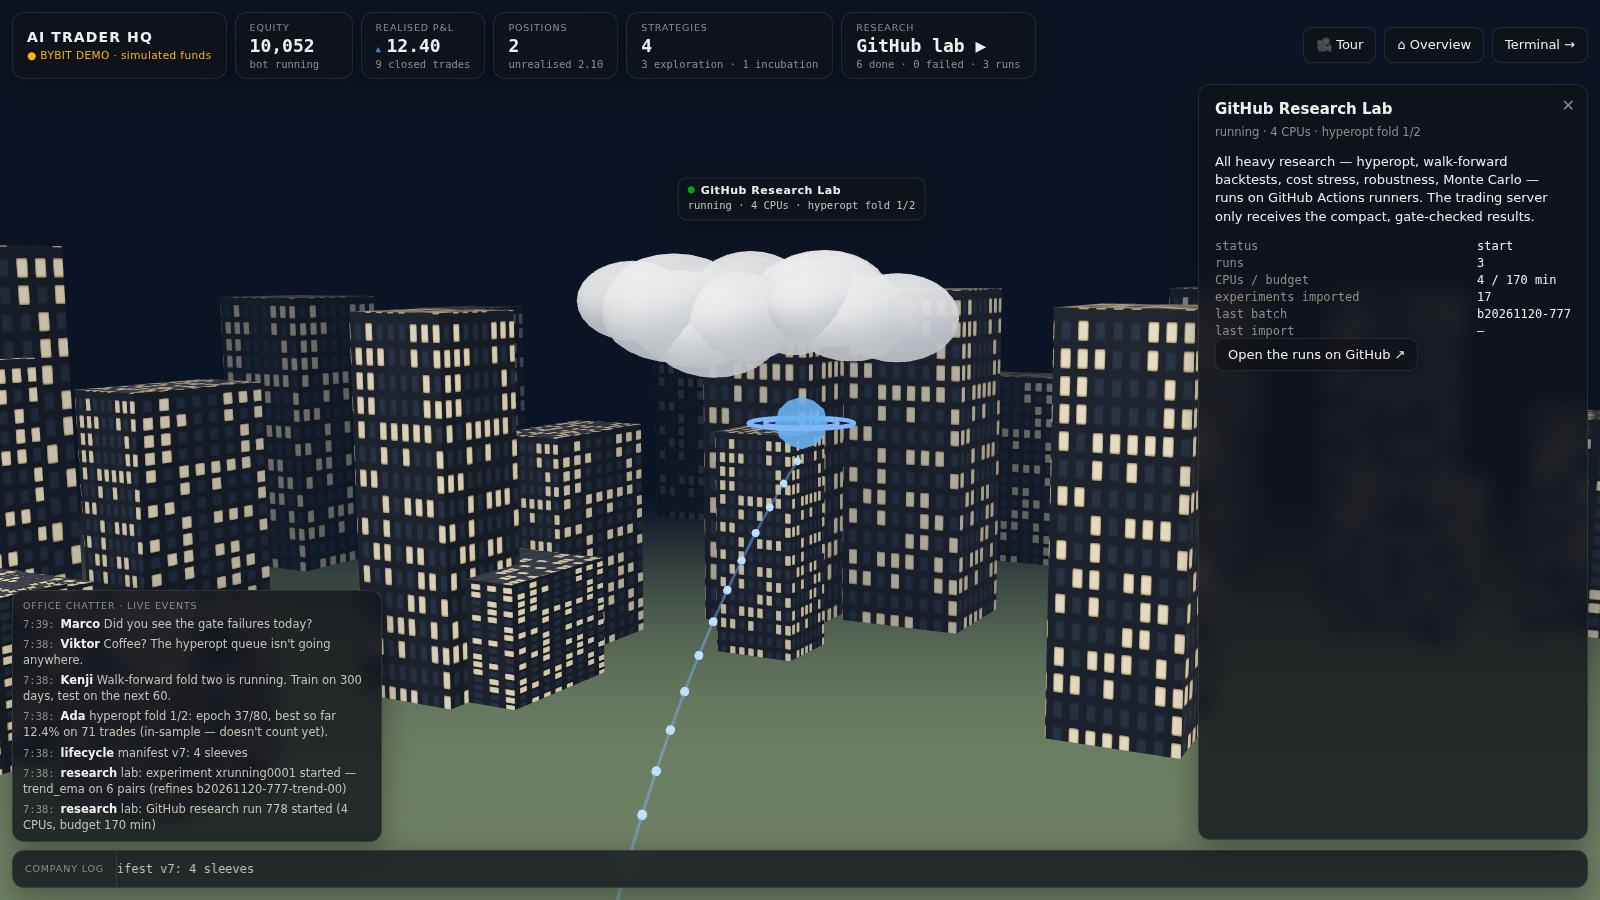 AI TRADER HQ
● BYBIT DEMO · simulated funds
EQUITY
10,052
bot running
REALISED P&L
▲ 12.40
9 closed trades
POSITIONS
2
unrealised 2.10
STRATEGIES
4
3 exploration · 1 incubation
RESEARCH
GitHub lab ▶
6 done · 0 failed · 3 runs
🎥 Tour
⌂ Overview
Terminal →
GitHub Research Lab
running · 4 CPUs · hyperopt fold 1/2
GitHub Research Lab
✕
running · 4 CPUs · hyperopt fold 1/2
All heavy research — hyperopt, walk-forward
backtests, cost stress, robustness, Monte Carlo —
runs on GitHub Actions runners. The trading server
only receives the compact, gate-checked results.
status start
runs 3
CPUs / budget 4 / 170 min
experiments imported 17
last batch b20261120-777
last import —
Open the runs on GitHub ↗
OFFICE CHATTER · LIVE EVENTS
7:39: Marco Did you see the gate failures today?
7:38: Viktor Coffee? The hyperopt queue isn't going
anywhere.
7:38: Kenji Walk-forward fold two is running. Train on 300
days, test on the next 60.
7:38: Ada hyperopt fold 1/2: epoch 37/80, best so far
12.4% on 71 trades (in-sample — doesn't count yet).
7:38: lifecycle manifest v7: 4 sleeves
7:38: research lab: experiment xrunning0001 started —
trend_ema on 6 pairs (refines b20261120-777-trend-00)
7:38: research lab: GitHub research run 778 started (4
CPUs, budget 170 min)
COMPANY LOG
ifest v7: 4 sleeves